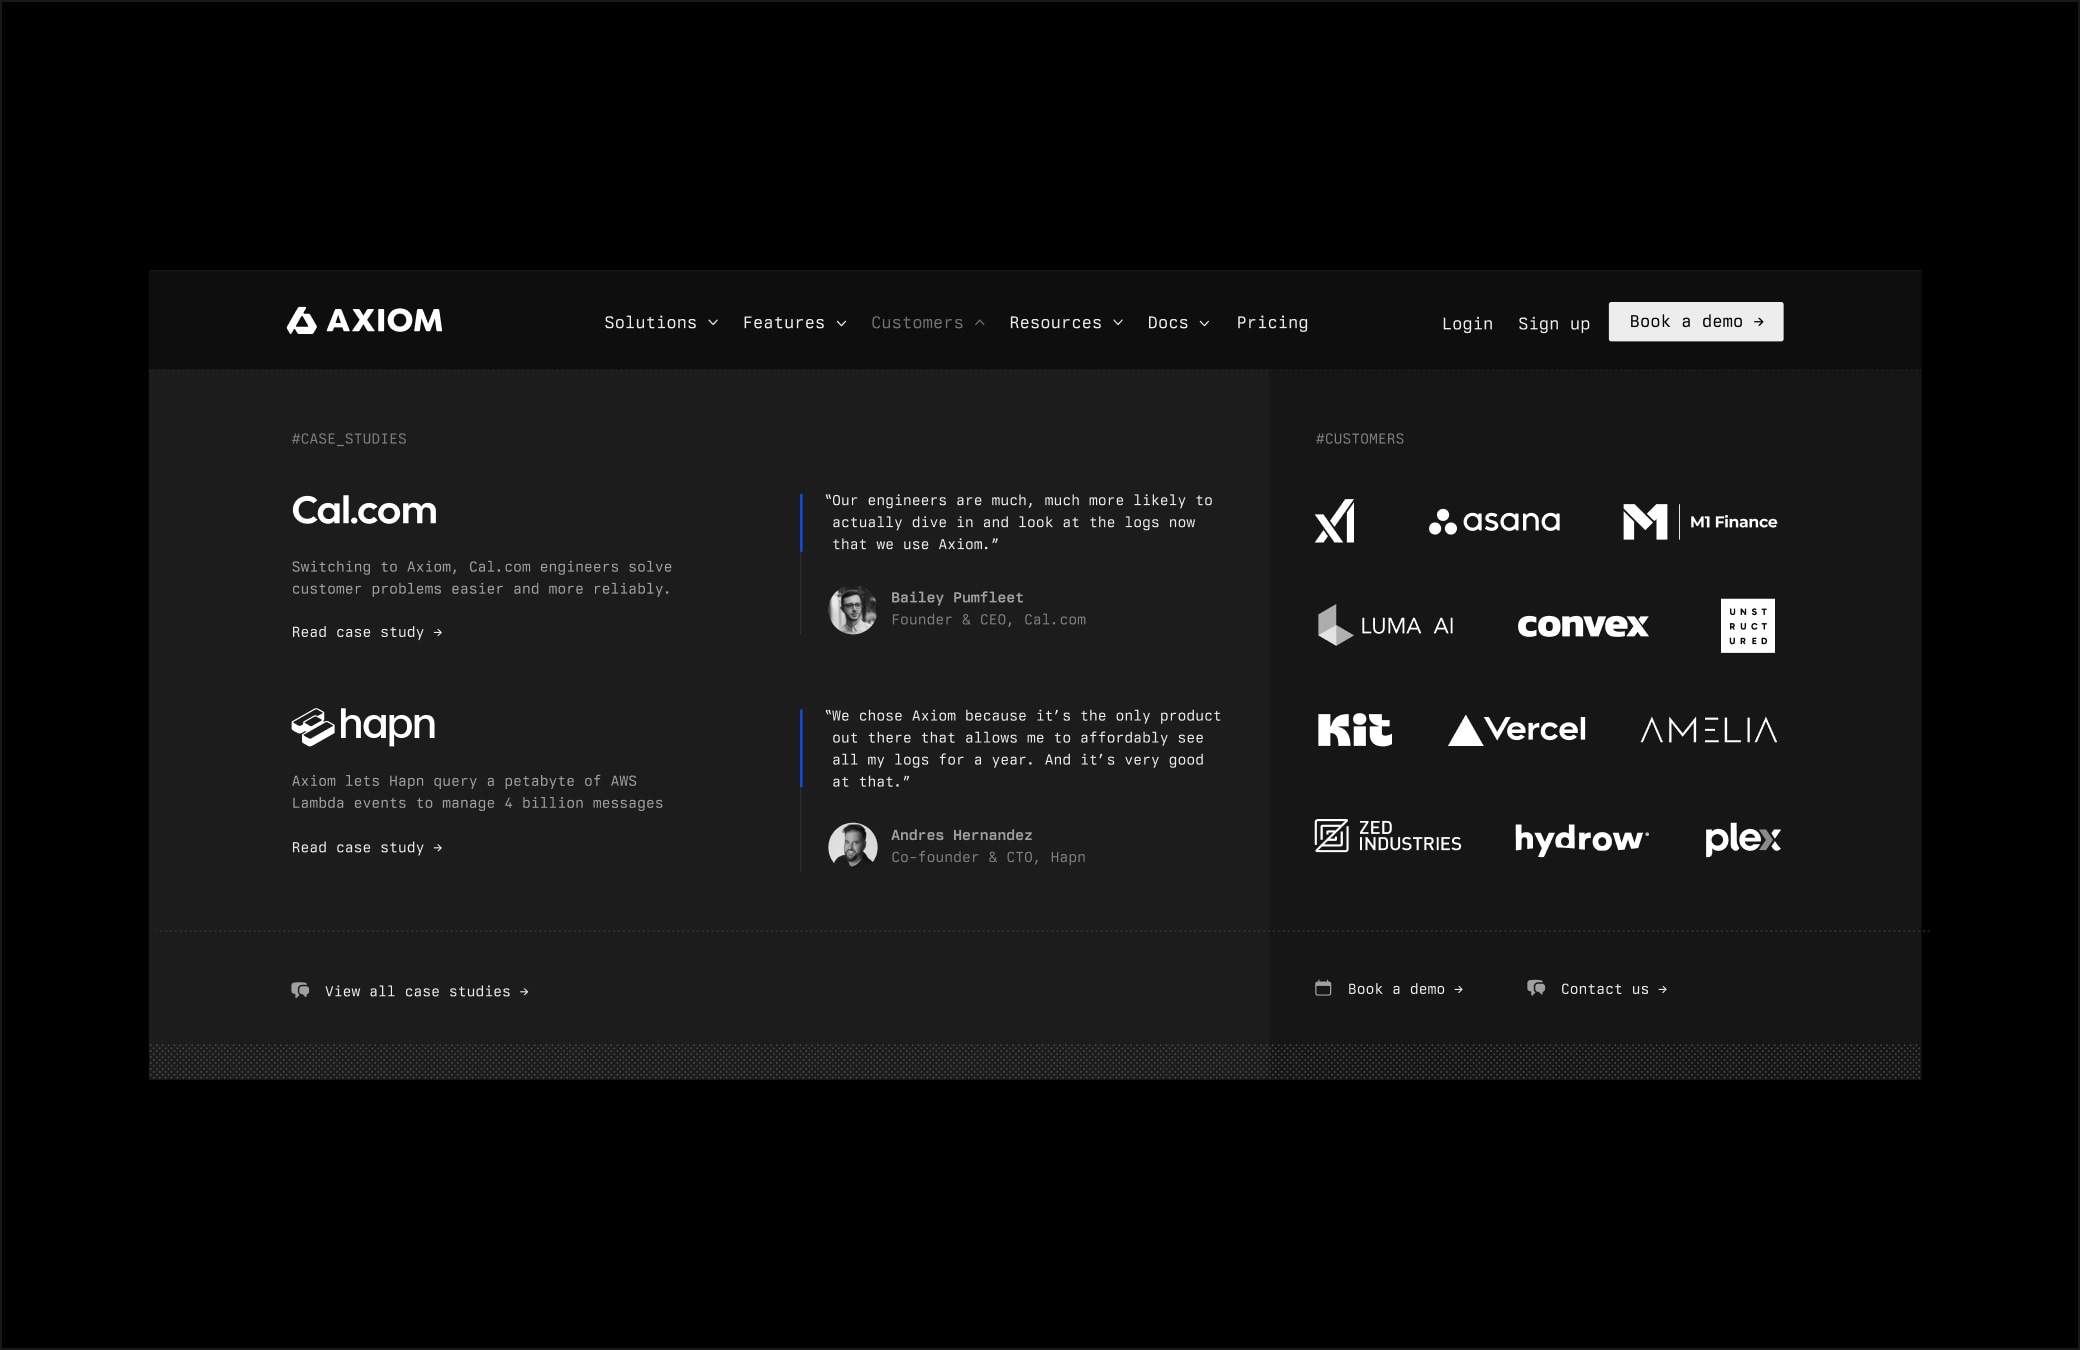 AXIOM
Solutions
Features
Customers
Resources
Docs
Pricing
Login
Sign up
Book a demo →
#CASE_STUDIES
Cal.com
Switching to Axiom, Cal.com engineers solve
customer problems easier and more reliably.
Read case study →
“Our engineers are much, much more likely to
actually dive in and look at the logs now
that we use Axiom.”
Bailey Pumfleet
Founder & CEO, Cal.com
hapn
Axiom lets Hapn query a petabyte of AWS
Lambda events to manage 4 billion messages
Read case study →
“We chose Axiom because it’s the only product
out there that allows me to affordably see
all my logs for a year. And it’s very good
at that.”
Andres Hernandez
Co-founder & CTO, Hapn
View all case studies →
#CUSTOMERS
x1
asana
M1 Finance
LUMA AI
convex
UNST
RUCT
URED
Kit
Vercel
AMELIA
ZED
INDUSTRIES
hydrow
plex
Book a demo →
Contact us →